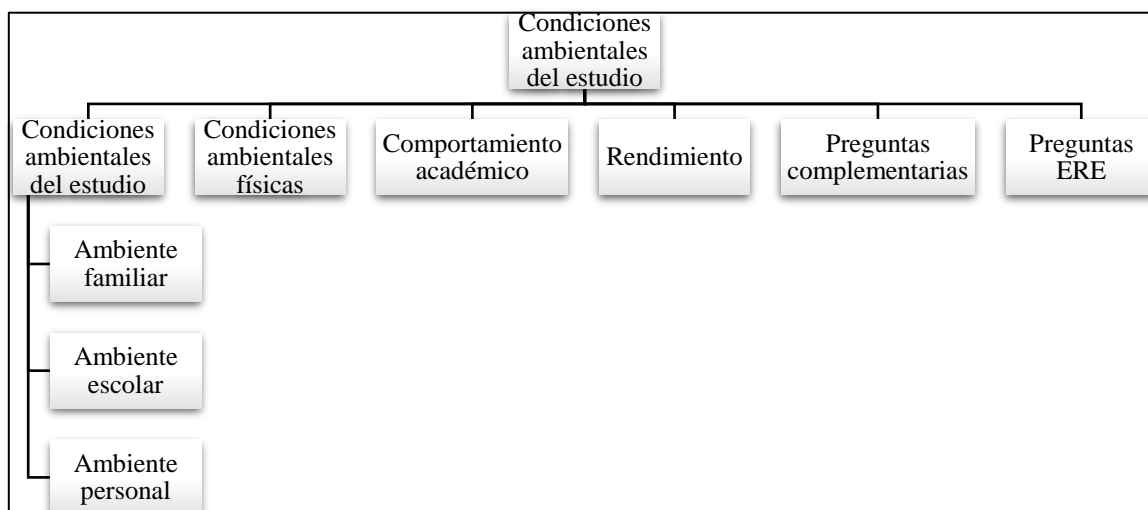 Condiciones
ambientales
del estudio
Condiciones
ambientales
del estudio
Condiciones
ambientales
físicas
Comportamiento
académico
Rendimiento
Preguntas
complementarias
Preguntas
ERE
Ambiente
familiar
Ambiente
escolar
Ambiente
personal